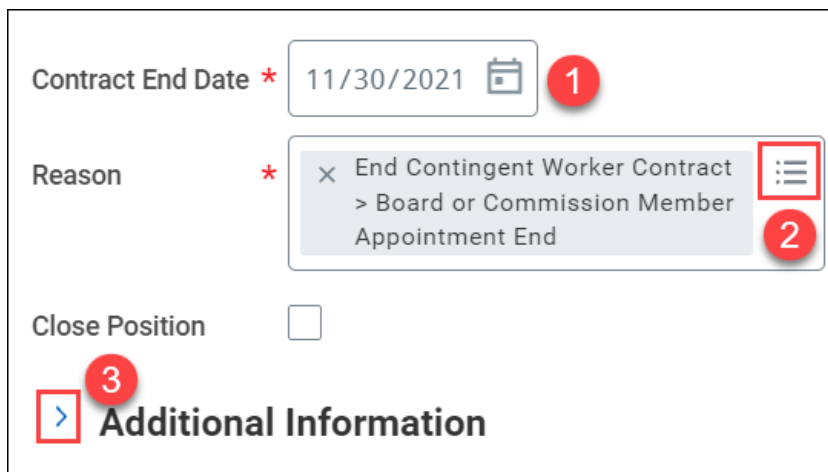 Contract End Date * 11/30/2021 1
Reason * × End Contingent Worker Contract
> Board or Commission Member
Appointment End
2
Close Position
3
> Additional Information